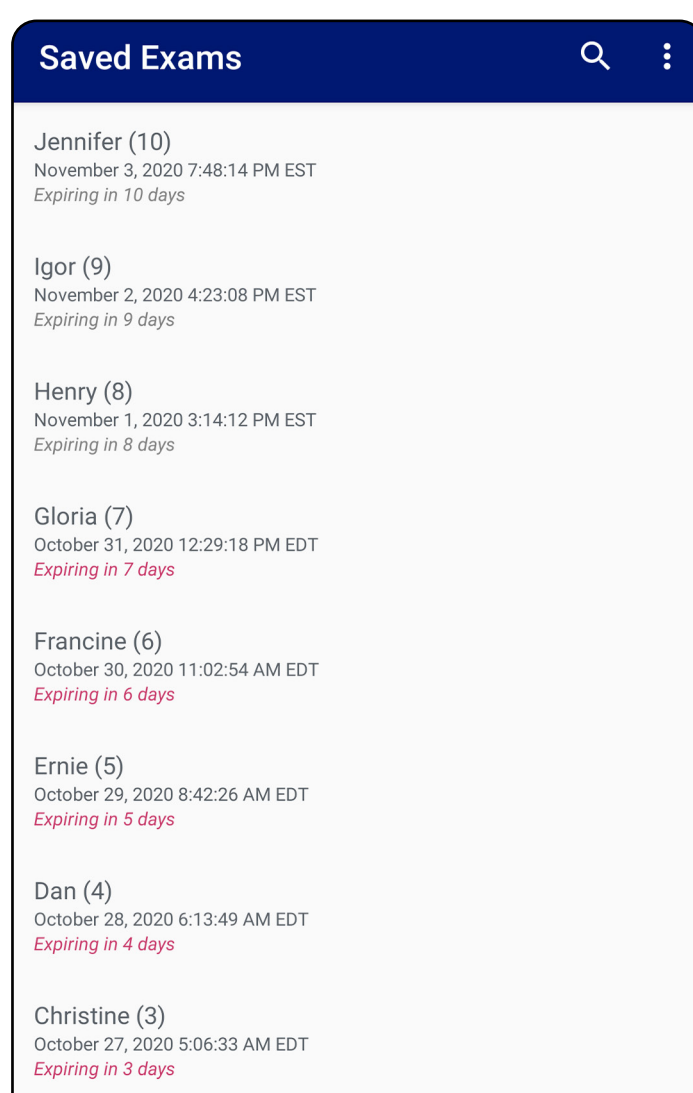 Saved Exams
Jennifer (10)
November 3, 2020 7:48:14 PM EST
Expiring in 10 days
Igor (9)
November 2, 2020 4:23:08 PM EST
Expiring in 9 days
Henry (8)
November 1, 2020 3:14:12 PM EST
Expiring in 8 days
Gloria (7)
October 31, 2020 12:29:18 PM EDT
Expiring in 7 days
Francine (6)
October 30, 2020 11:02:54 AM EDT
Expiring in 6 days
Ernie (5)
October 29, 2020 8:42:26 AM EDT
Expiring in 5 days
Dan (4)
October 28, 2020 6:13:49 AM EDT
Expiring in 4 days
Christine (3)
October 27, 2020 5:06:33 AM EDT
Expiring in 3 days